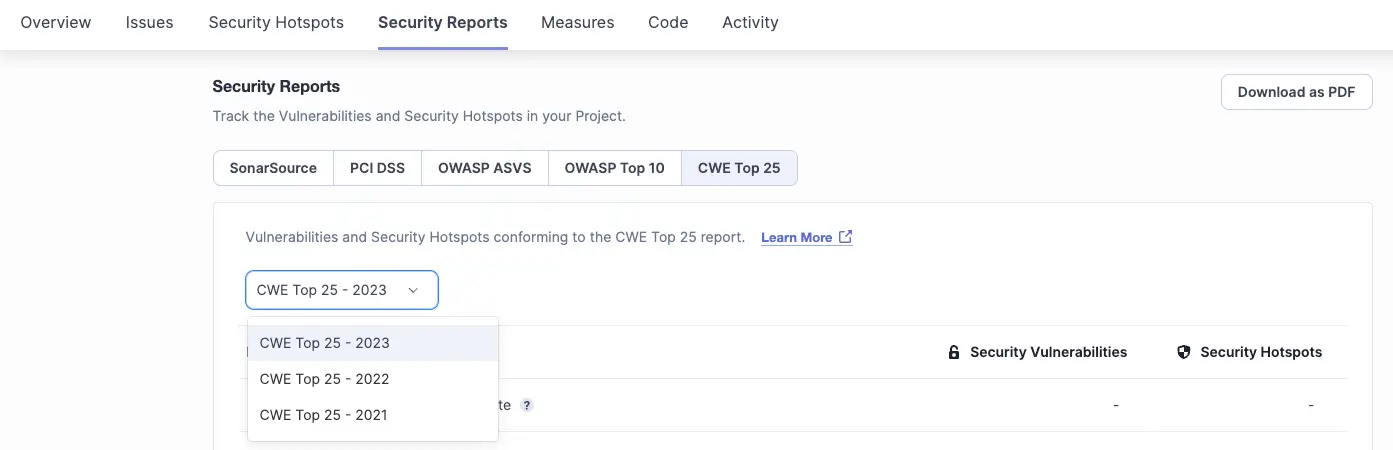 Overview Issues Security Hotspots Security Reports Measures Code Activity
Security Reports
Download as PDF
Track the Vulnerabilities and Security Hotspots in your Project.
SonarSource PCI DSS OWASP ASVS OWASP Top 10 CWE Top 25
Vulnerabilities and Security Hotspots conforming to the CWE Top 25 report. Learn More
CWE Top 25 - 2023
CWE Top 25 - 2023
Security Vulnerabilities Security Hotspots
CWE Top 25 - 2022
te ? - -
CWE Top 25 - 2021